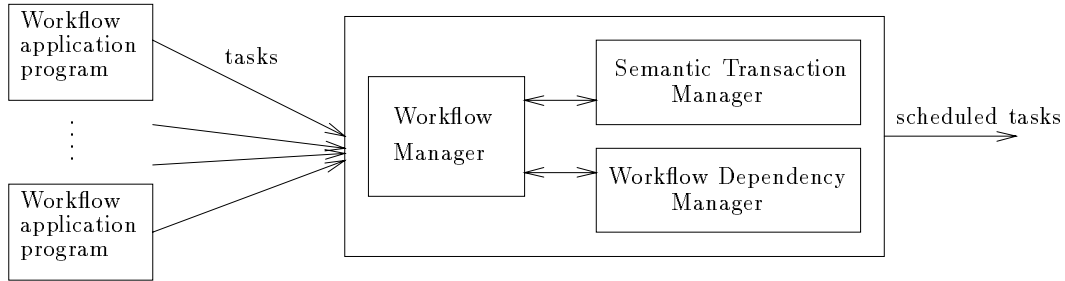 Workflow
application
program
tasks
Workflow
Manager
Semantic Transaction
Manager
Workflow Dependency
Manager
scheduled tasks
Workflow
application
program